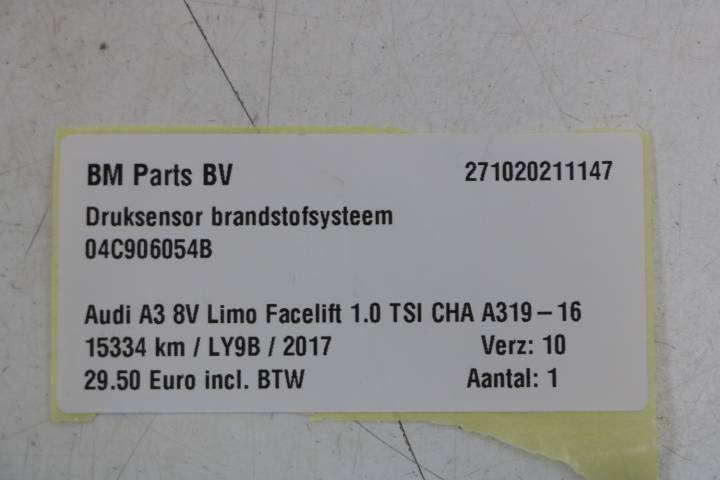 BM Parts BV 271020211147
Druksensor brandstofsysteem
04C906054B
Audi A3 8V Limo Facelift 1.0 TSI CHA A319-16
15334 km / LY9B / 2017 Verz: 10
29.50 Euro incl. BTW Aantal: 1